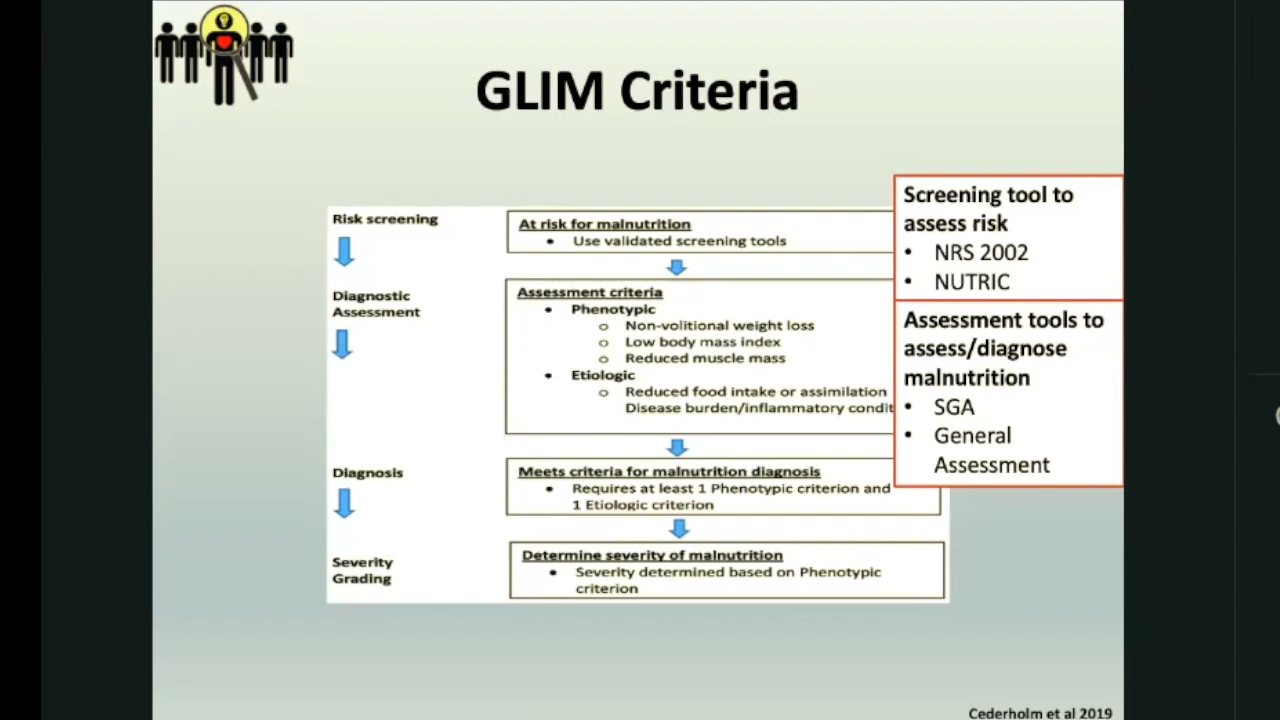 GLIM Criteria
Risk screening
At risk for malnutrition
• Use validated screening tools
Diagnostic
Assessment
Assessment criteria
• Phenotypic
o Non-volitional weight loss
o Low body mass index
o Reduced muscle mass
• Etiologic
o Reduced food intake or assimilation
Disease burden/inflammatory condit
Diagnosis
Meets criteria for malnutrition diagnosis
• Requires at least 1 Phenotypic criterion and
1 Etiologic criterion
Severity
Grading
Determine severity of malnutrition
• Severity determined based on Phenotypic
criterion
Screening tool to
assess risk
• NRS 2002
• NUTRIC
Assessment tools to
assess/diagnose
malnutrition
• SGA
• General
Assessment
Cederholm et al 2019